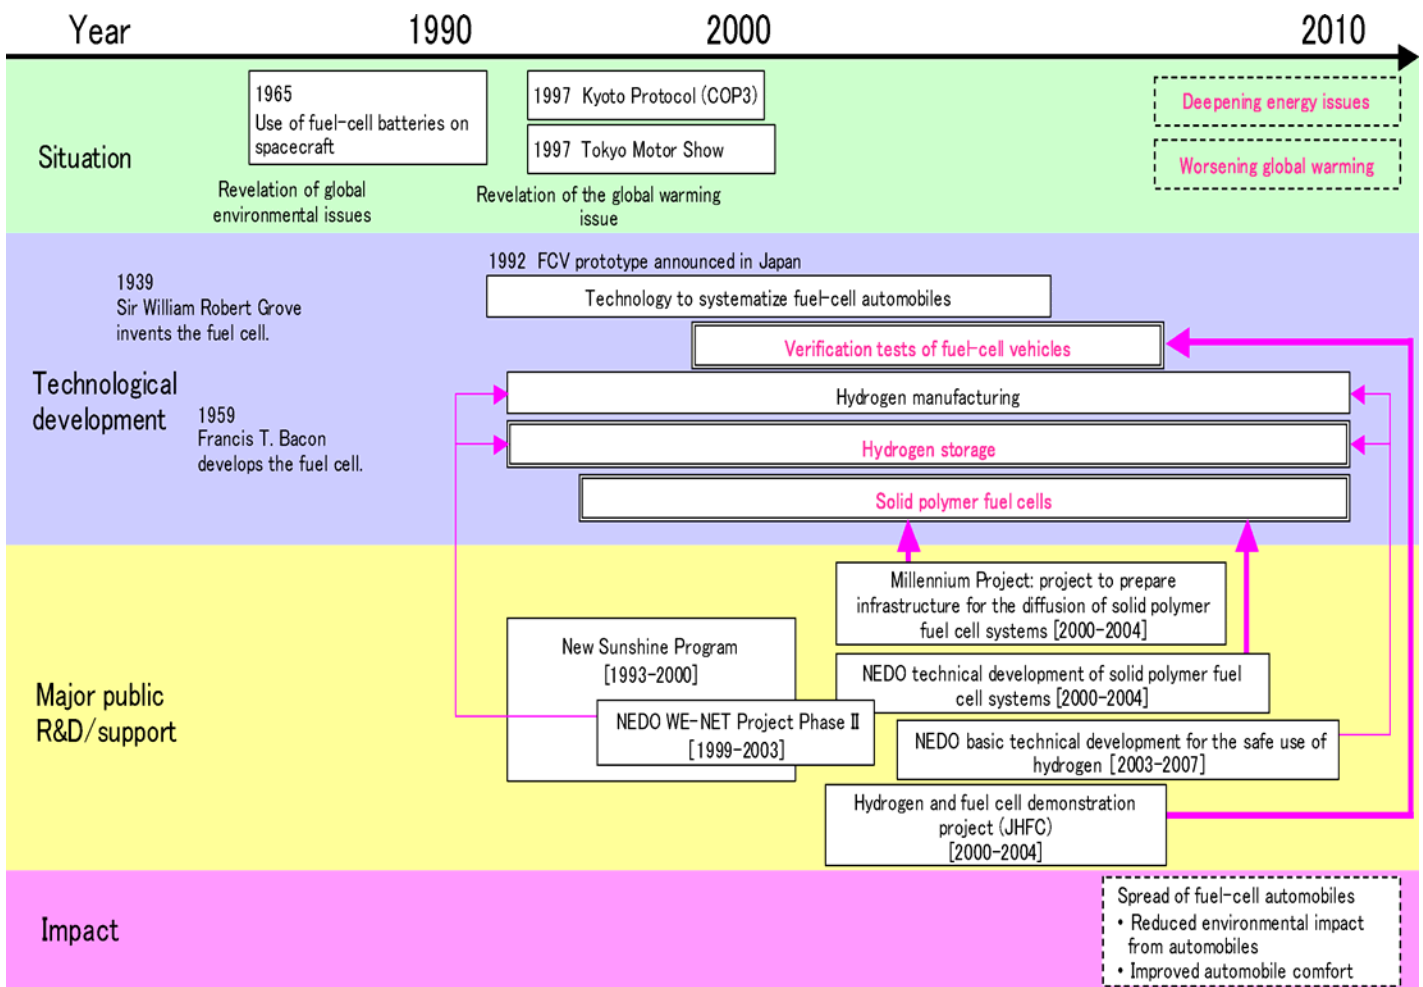 Year 1990 2000 2010
Situation
1965
Use of fuel-cell batteries on
spacecraft
Revelation of global
environmental issues
1997 Kyoto Protocol (COP3)
1997 Tokyo Motor Show
Revelation of the global warming
issue
Deepening energy issues
Worsening global warming
Technological
development
1939
Sir William Robert Grove
invents the fuel cell.
1959
Francis T. Bacon
develops the fuel cell.
1992 FCV prototype announced in Japan
Technology to systematize fuel-cell automobiles
Verification tests of fuel-cell vehicles
Hydrogen manufacturing
Hydrogen storage
Solid polymer fuel cells
Major public
R&D/support
Millennium Project: project to prepare
infrastructure for the diffusion of solid polymer
fuel cell systems [2000-2004]
New Sunshine Program
[1993-2000]
NEDO technical development of solid polymer fuel
cell systems [2000-2004]
NEDO WE-NET Project Phase II
[1999-2003]
NEDO basic technical development for the safe use of
hydrogen [2003-2007]
Hydrogen and fuel cell demonstration
project (JHFC)
[2000-2004]
Impact
Spread of fuel-cell automobiles
• Reduced environmental impact
from automobiles
• Improved automobile comfort